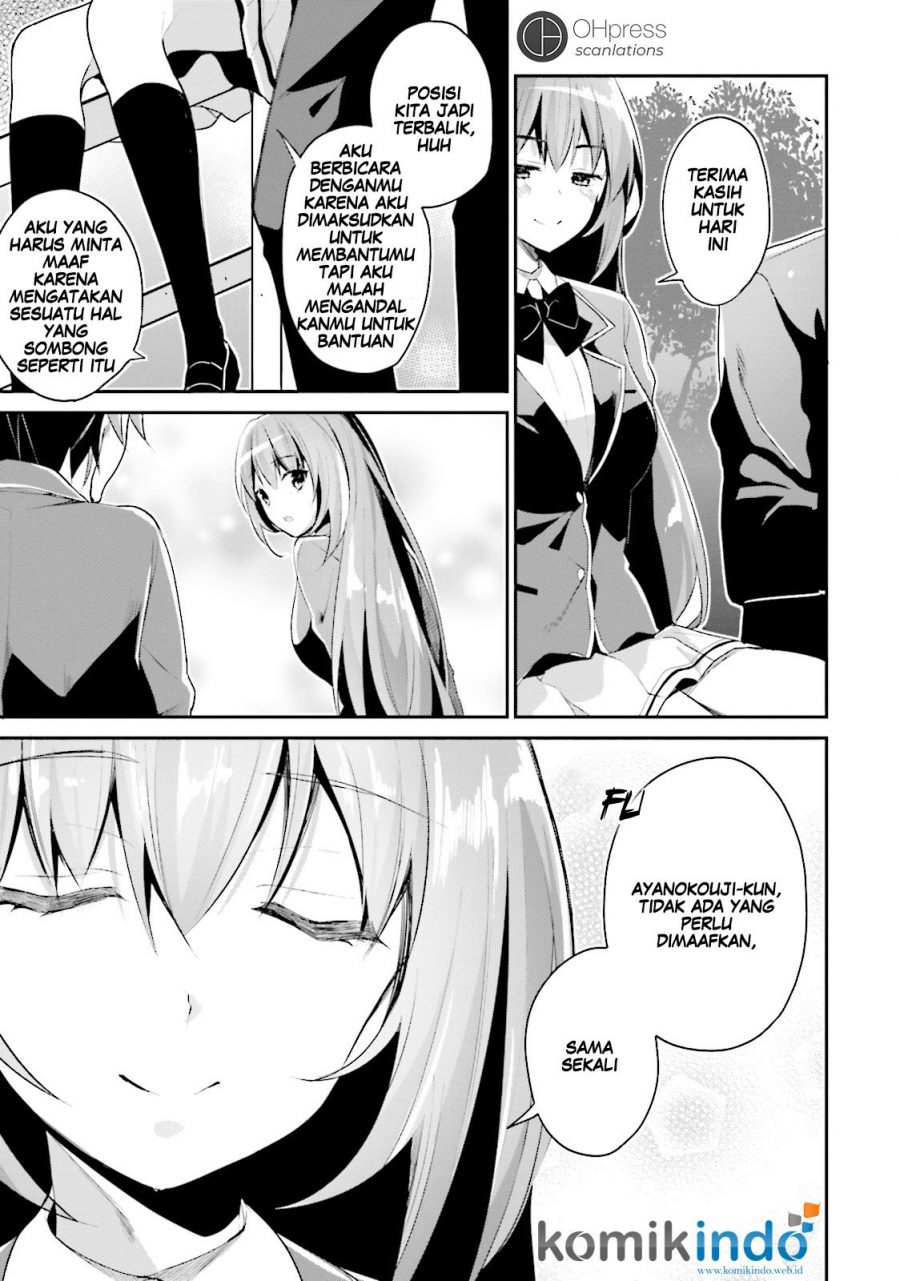 OHpress
scanlations
TERIMA
KASIH
UNTUK
HARI
INI
POSISI
KITA JADI
TERBALIK,
HUH
AKU
BERBICARA
DENGANMU
KARENA AKU
DIMAKSUDKAN
UNTUK
MEMBANTUMU
TAPI AKU
MALAH
MENGANDAL
KANMU UNTUK
BANTUAN
AKU YANG
HARUS MINTA
MAAF
KARENA
MENGATAKAN
SESUATU HAL
YANG
SOMBONG
SEPERTI ITU
FU
AYANOKOUJI-KUN,
TIDAK ADA YANG
PERLU
DIMAAFKAN,
SAMA
SEKALI
komikindo
www.komikindo.web.id